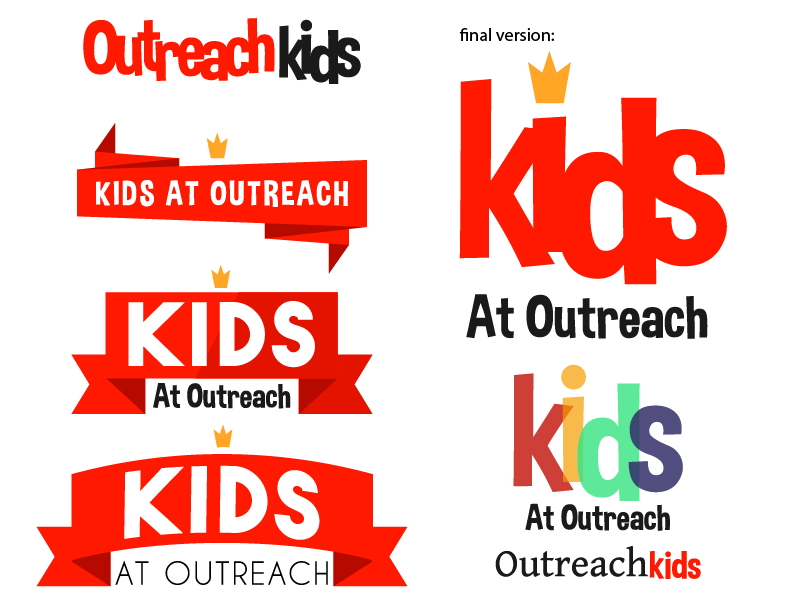 Outreachkids
KIDS AT OUTREACH
KIDS
At Outreach
KIDS
AT OUTREACH
final version:
kids
At Outreach
kids
At Outreach
Outreachkids